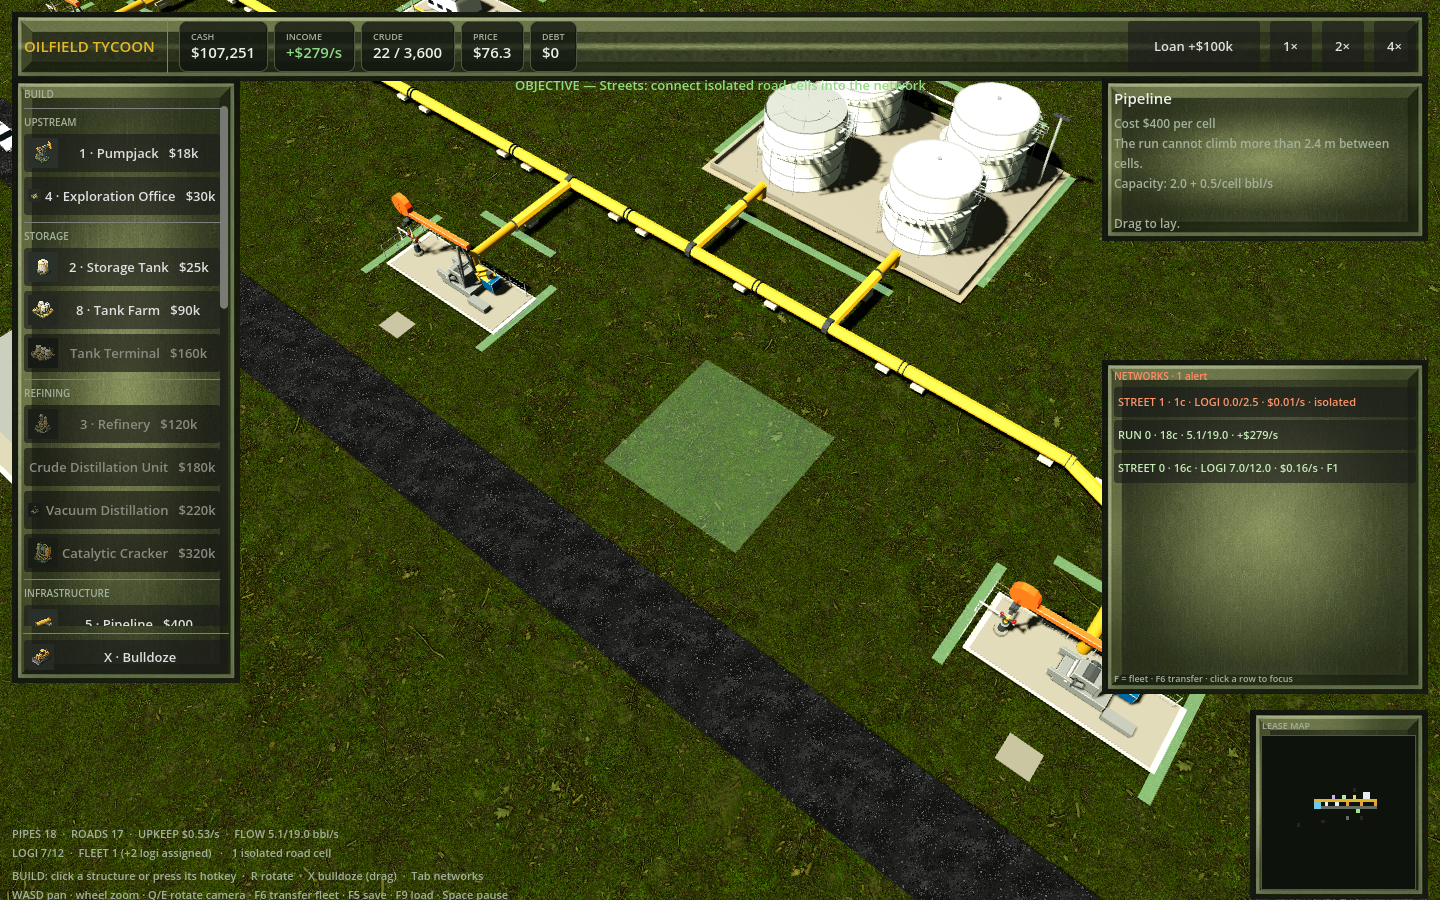 OILFIELD TYCOON
CASH
$107,251
INCOME
+$279/s
CRUDE
22 / 3,600
PRICE
$76.3
DEBT
$0
Loan +$100k
1×
2×
4×
OBJECTIVE — Streets: connect isolated road cells into the network
BUILD
UPSTREAM
1 · Pumpjack $18k
4 · Exploration Office $30k
STORAGE
2 · Storage Tank $25k
8 · Tank Farm $90k
Tank Terminal $160k
REFINING
3 · Refinery $120k
Crude Distillation Unit $180k
Vacuum Distillation $220k
Catalytic Cracker $320k
INFRASTRUCTURE
5 · Pipeline $400
X · Bulldoze
Pipeline
Cost $400 per cell
The run cannot climb more than 2.4 m between
cells.
Capacity: 2.0 + 0.5/cell bbl/s
Drag to lay.
NETWORKS · 1 alert
STREET 1 · 1c · LOGI 0.0/2.5 · $0.01/s · isolated
RUN 0 · 18c · 5.1/19.0 · +$279/s
STREET 0 · 16c · LOGI 7.0/12.0 · $0.16/s · F1
F = fleet · F6 transfer · click a row to focus
LEASE MAP
PIPES 18 · ROADS 17 · UPKEEP $0.53/s · FLOW 5.1/19.0 bbl/s
LOGI 7/12 · FLEET 1 (+2 logi assigned) · 1 isolated road cell
BUILD: click a structure or press its hotkey · R rotate · X bulldoze (drag) · Tab networks
WASD pan · wheel zoom · Q/E rotate camera · F6 transfer fleet · F5 save · F9 load · Space pause